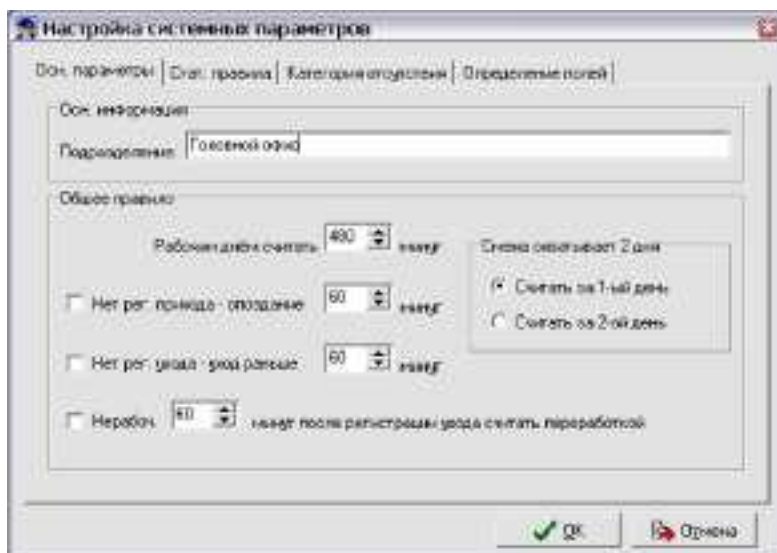 Настройка системных параметров
Осн. параметры Стат. правила Категория отсутствия Определение полей
Осн. информация
Подразделение Головной офис
Общее правило
Рабочим днём считать 480 минут
Смена охватывает 2 дня
Нет рег. прихода - опоздание 60 минут
Считать за 1-ый день
Считать за 2-ой день
Нет рег. ухода - уход раньше 60 минут
Нерабоч. 60 минут после регистрации ухода считать переработкой
OK Отмена